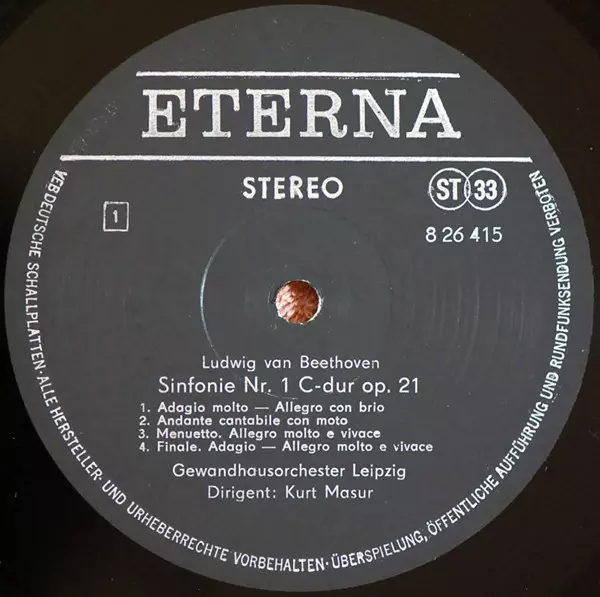 ETERNA
STEREO
ST 33
1
8 26 415
Ludwig van Beethoven
Sinfonie Nr. 1 C-dur op. 21
1. Adagio molto — Allegro con brio
2. Andante cantabile con moto
3. Menuetto. Allegro molto e vivace
4. Finale. Adagio — Allegro molto e vivace
Gewandhausorchester Leipzig
Dirigent: Kurt Masur
VEB DEUTSCHE SCHALLPLATTEN · ALLE HERSTELLER- UND URHEBERRECHTE VORBEHALTEN · ÜBERSPIELUNG, ÖFFENTLICHE AUFFÜHRUNG UND RUNDFUNKSENDUNG VERBOTEN